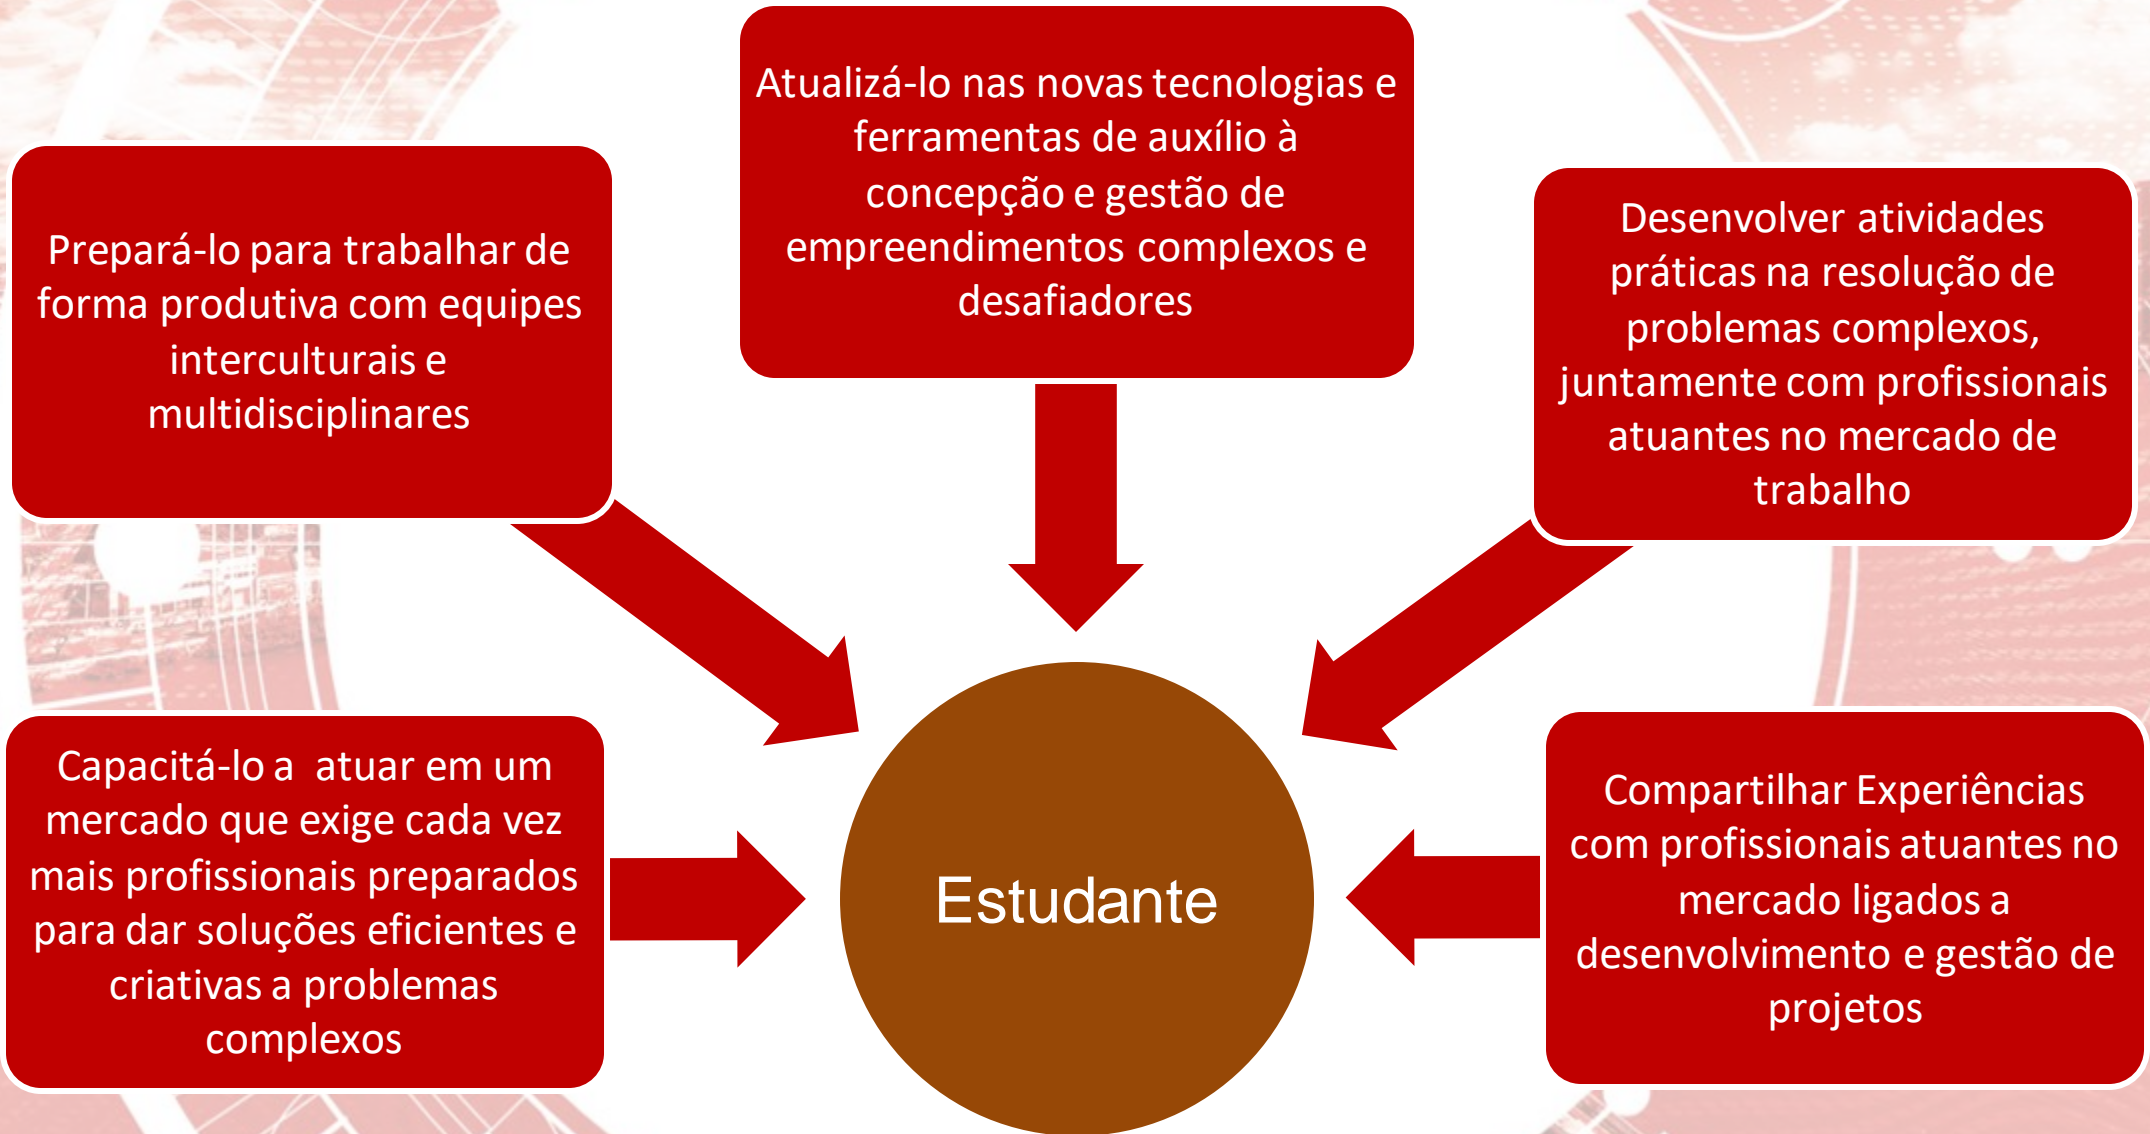 Atualizá-lo nas novas tecnologias e
ferramentas de auxílio à
concepção e gestão de
empreendimentos complexos e
desafiadores
Prepará-lo para trabalhar de
forma produtiva com equipes
interculturais e
multidisciplinares
Desenvolver atividades
práticas na resolução de
problemas complexos,
juntamente com profissionais
atuantes no mercado de
trabalho
Capacitá-lo a atuar em um
mercado que exige cada vez
mais profissionais preparados
para dar soluções eficientes e
criativas a problemas
complexos
Estudante
Compartilhar Experiências
com profissionais atuantes no
mercado ligados a
desenvolvimento e gestão de
projetos